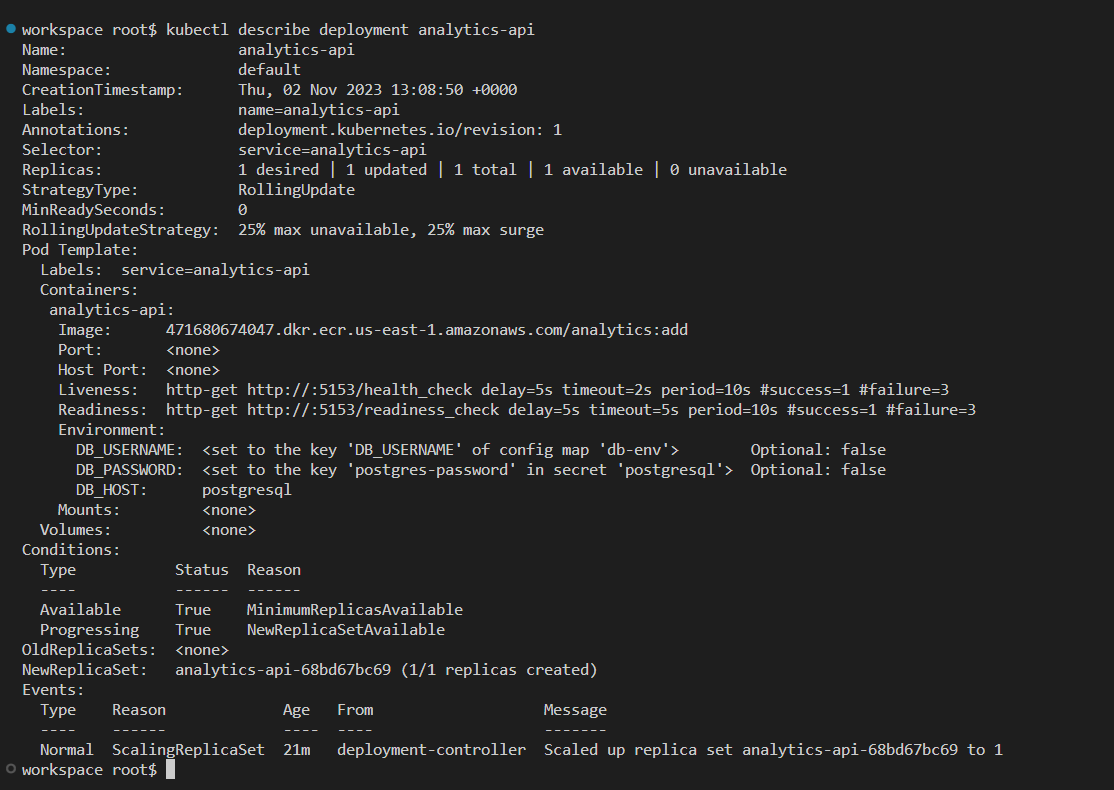 workspace root$ kubectl describe deployment analytics-api
Name:                   analytics-api
Namespace:              default
CreationTimestamp:      Thu, 02 Nov 2023 13:08:50 +0000
Labels:                 name=analytics-api
Annotations:            deployment.kubernetes.io/revision: 1
Selector:               service=analytics-api
Replicas:               1 desired | 1 updated | 1 total | 1 available | 0 unavailable
StrategyType:           RollingUpdate
MinReadySeconds:        0
RollingUpdateStrategy:  25% max unavailable, 25% max surge
Pod Template:
  Labels:  service=analytics-api
  Containers:
   analytics-api:
    Image:      471680674047.dkr.ecr.us-east-1.amazonaws.com/analytics:add
    Port:       <none>
    Host Port:  <none>
    Liveness:   http-get http://:5153/health_check delay=5s timeout=2s period=10s #success=1 #failure=3
    Readiness:  http-get http://:5153/readiness_check delay=5s timeout=5s period=10s #success=1 #failure=3
    Environment:
      DB_USERNAME:  <set to the key 'DB_USERNAME' of config map 'db-env'>        Optional: false
      DB_PASSWORD:  <set to the key 'postgres-password' in secret 'postgresql'>  Optional: false
      DB_HOST:      postgresql
    Mounts:         <none>
  Volumes:          <none>
Conditions:
  Type           Status  Reason
  ----           ------  ------
  Available      True    MinimumReplicasAvailable
  Progressing    True    NewReplicaSetAvailable
OldReplicaSets:  <none>
NewReplicaSet:   analytics-api-68bd67bc69 (1/1 replicas created)
Events:
  Type    Reason             Age   From                   Message
  ----    ------             ----  ----                   -------
  Normal  ScalingReplicaSet  21m   deployment-controller  Scaled up replica set analytics-api-68bd67bc69 to 1
workspace root$